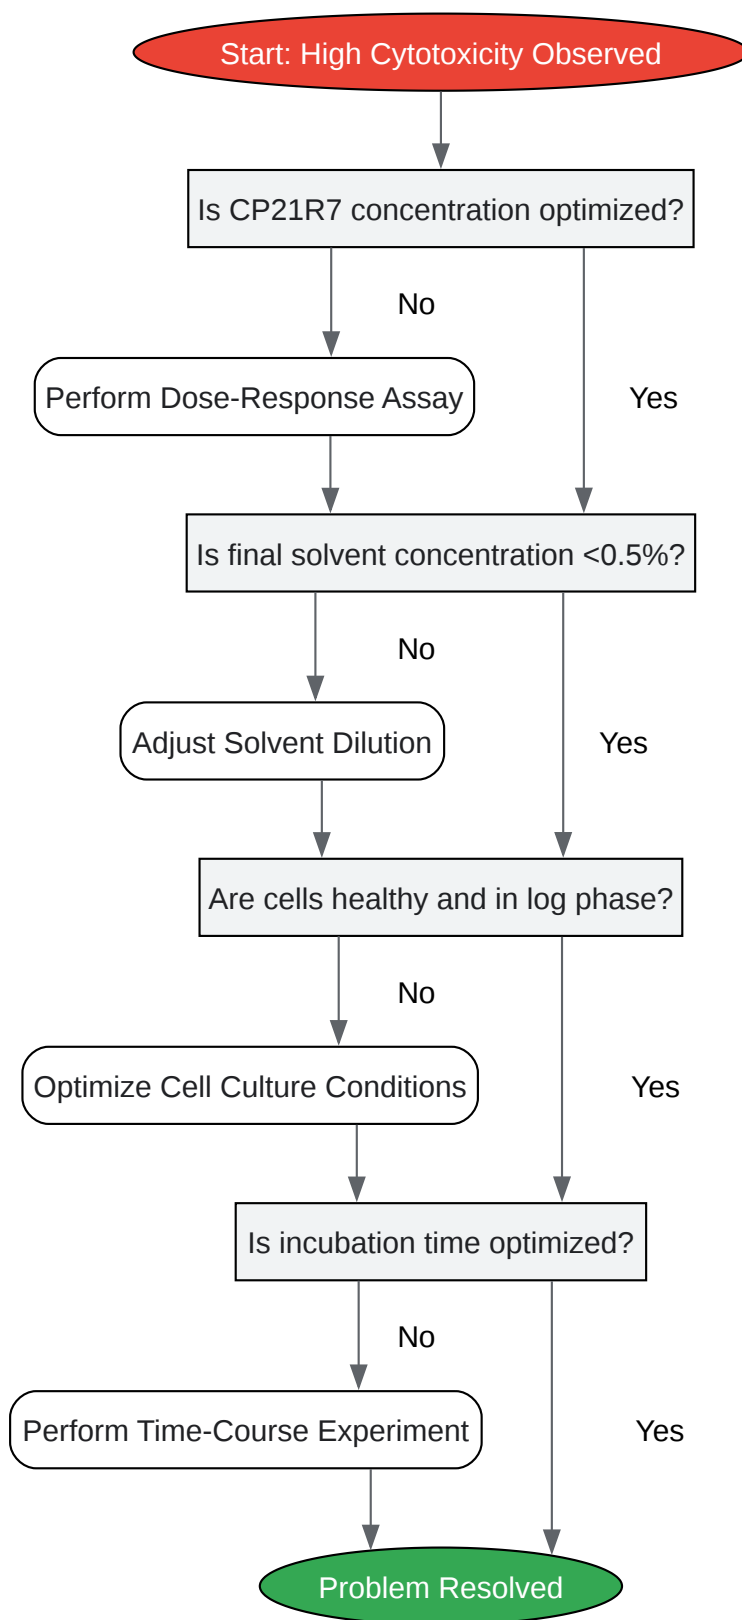 Start: High Cytotoxicity Observed
Is CP21R7 concentration optimized?
No
Perform Dose-Response Assay
Yes
Is final solvent concentration <0.5%?
No
Adjust Solvent Dilution
Yes
Are cells healthy and in log phase?
No
Optimize Cell Culture Conditions
Yes
Is incubation time optimized?
No
Perform Time-Course Experiment
Yes
Problem Resolved